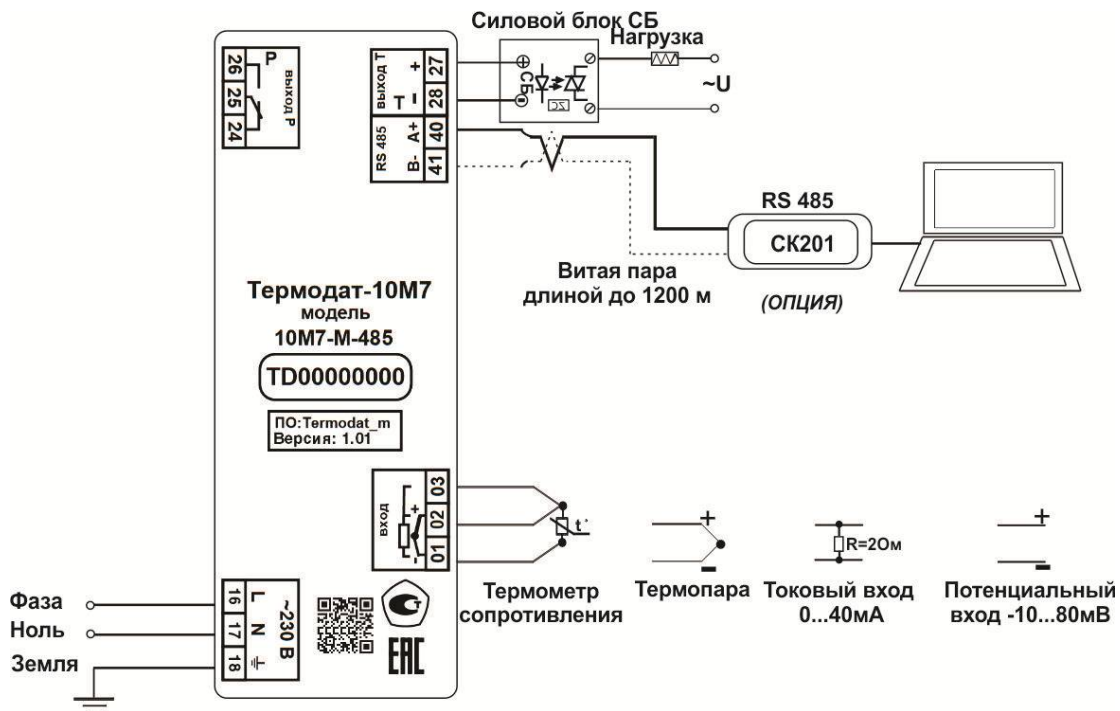 Силовой блок СБ
Нагрузка
~U
СБ
ZC
26
25
24
P
выход P
выход T
T
+
−
27
28
RS 485
B- A+
40
41
RS 485
СК201
(ОПЦИЯ)
Витая пара
длиной до 1200 м
Термодат-10М7
модель
10М7-М-485
TD00000000
ПО:Termodat_m
Версия: 1.01
вход
+
-
03
02
01
t°
Термометр
сопротивления
+
−
Термопара
R=2Ом
Токовый вход
0...40мА
+
−
Потенциальный
вход -10...80мВ
Фаза
Ноль
Земля
16
17
18
L
N
~230 В
ЕАС